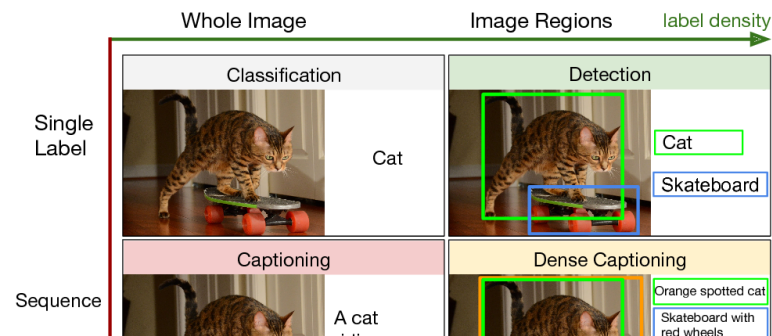 Whole Image
Image Regions
label density
Single
Label
Classification
Cat
Detection
Cat
Skateboard
Sequence
Captioning
A cat
Dense Captioning
Orange spotted cat
Skateboard with
red wheels